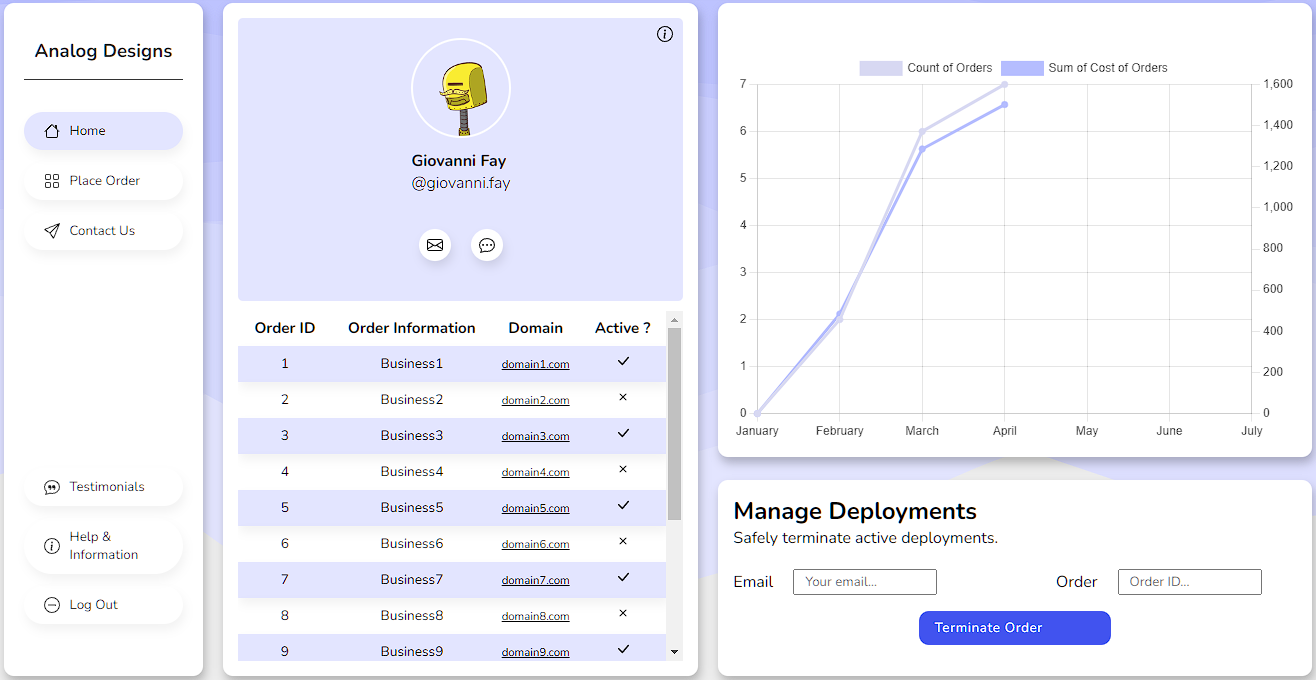 Analog Designs
Home
Place Order
Contact Us
Testimonials
Help &
Information
Log Out
Giovanni Fay
@giovanni.fay
Order ID Order Information Domain Active ?
1 Business1 domain1.com
2 Business2 domain2.com
3 Business3 domain3.com
4 Business4 domain4.com
5 Business5 domain5.com
6 Business6 domain6.com
7 Business7 domain7.com
8 Business8 domain8.com
9 Business9 domain9.com
Count of Orders Sum of Cost of Orders
7 1,600
6 1,400
5 1,200
4 1,000
3 800
2 600
1 400
0 200
0
January February March April May June July
Manage Deployments
Safely terminate active deployments.
Email Your email... Order Order ID...
Terminate Order